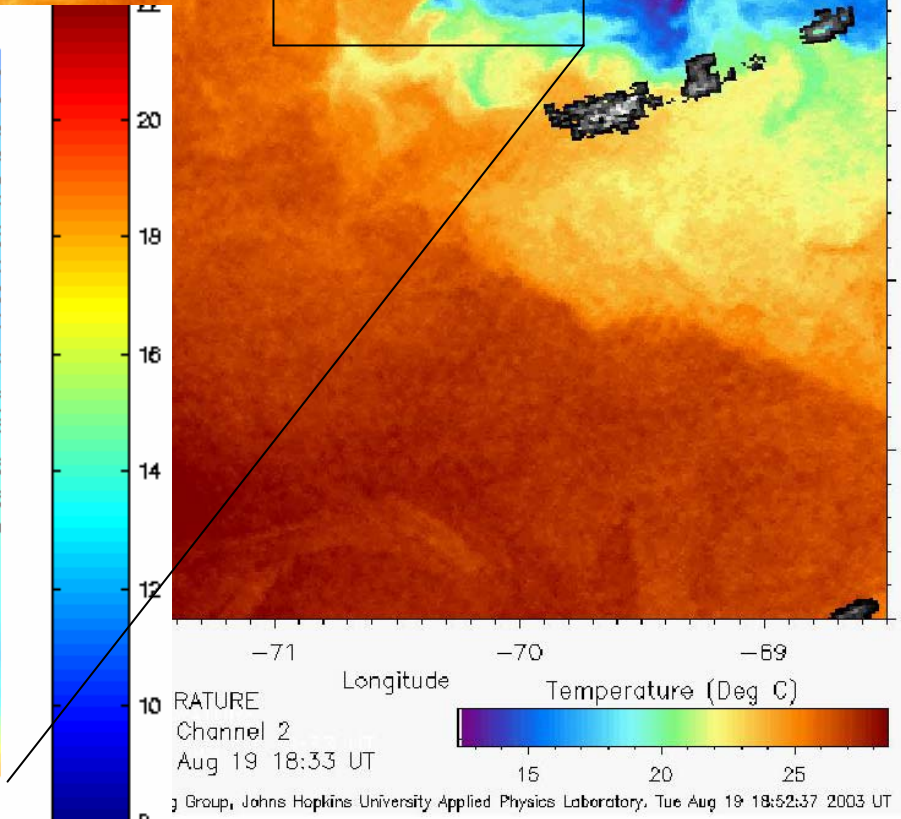 22
20
18
16
14
12
10
8
-71 -70 -69
Longitude
Temperature (Deg C)
RATURE
Channel 2
Aug 19 18:33 UT
15 20 25
g Group, Johns Hopkins University Applied Physics Laboratory, Tue Aug 19 18:52:37 2003 UT